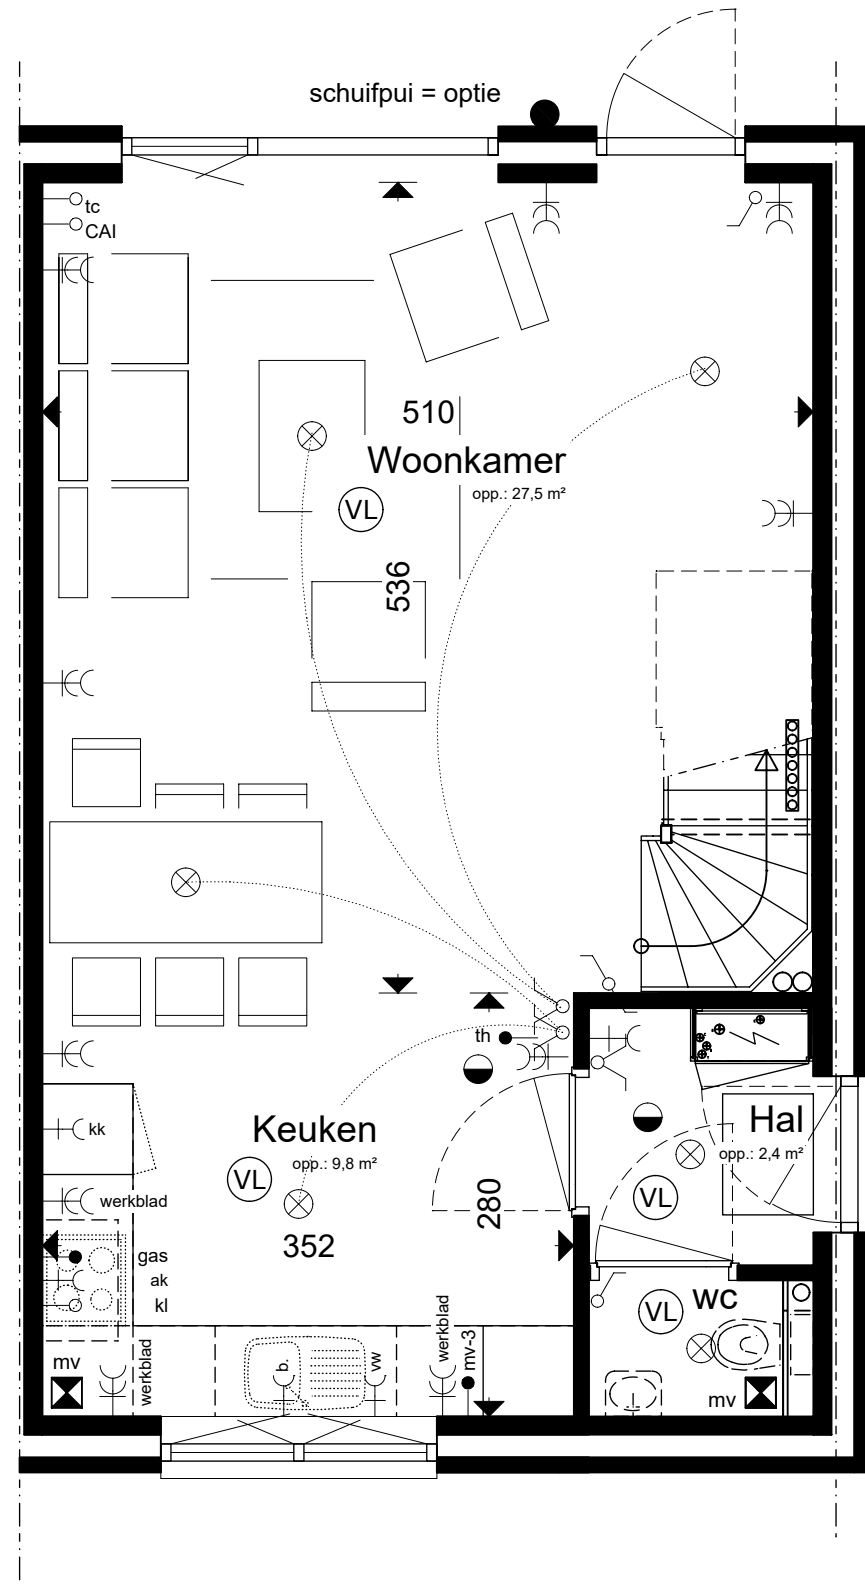 schuifpui = optie
tc
CAI
510
Woonkamer
opp.: 27,5 m²
VL
536
th
kk
Keuken
opp.: 9,8 m²
VL
Hal
opp.: 2,4 m²
VL
werkblad
280
352
gas
ak
kl
VL
wc
mv
werkblad
b.
vw
werkblad
mv-3
mv